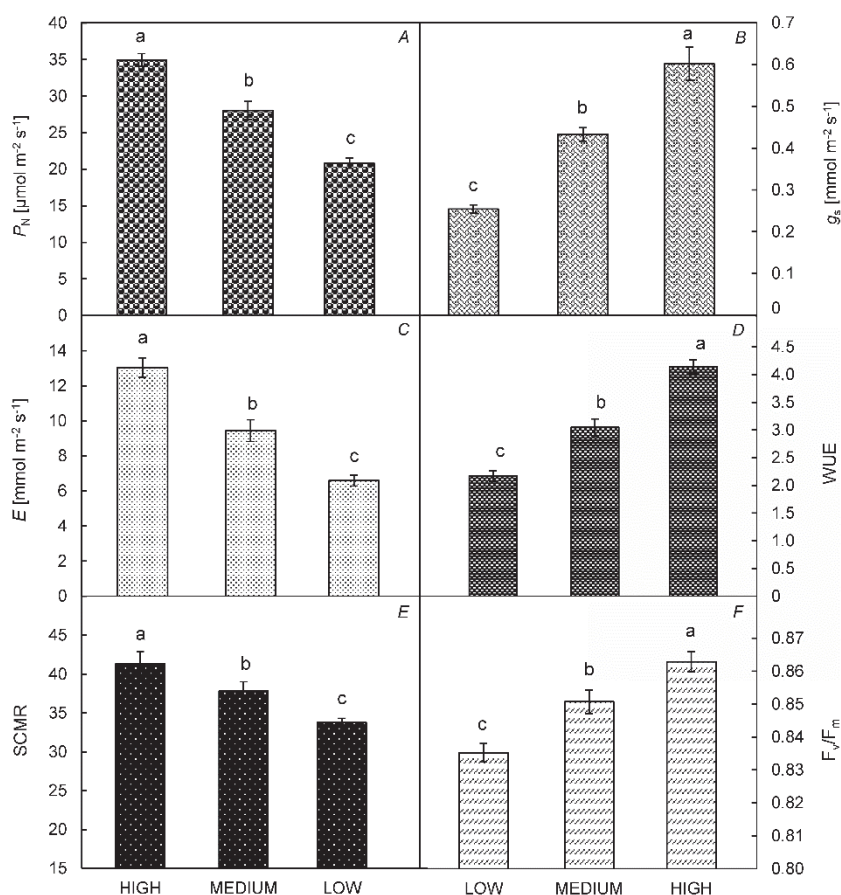 40
35
30
25
20
15
10
5
0
P_N [µmol m⁻² s⁻¹]
A
a
b
c
B
c
b
a
0.7
0.6
0.5
0.4
0.3
0.2
0.1
0
g_s [mmol m⁻² s⁻¹]
14
12
10
8
6
4
2
0
E [mmol m⁻² s⁻¹]
C
a
b
c
D
c
b
a
4.5
4.0
3.5
3.0
2.5
2.0
1.5
1.0
0.5
0
WUE
45
40
35
30
25
20
15
SCMR
E
a
b
c
F
c
b
a
0.87
0.86
0.85
0.84
0.83
0.82
0.81
0.80
F_v/F_m
HIGH MEDIUM LOW LOW MEDIUM HIGH